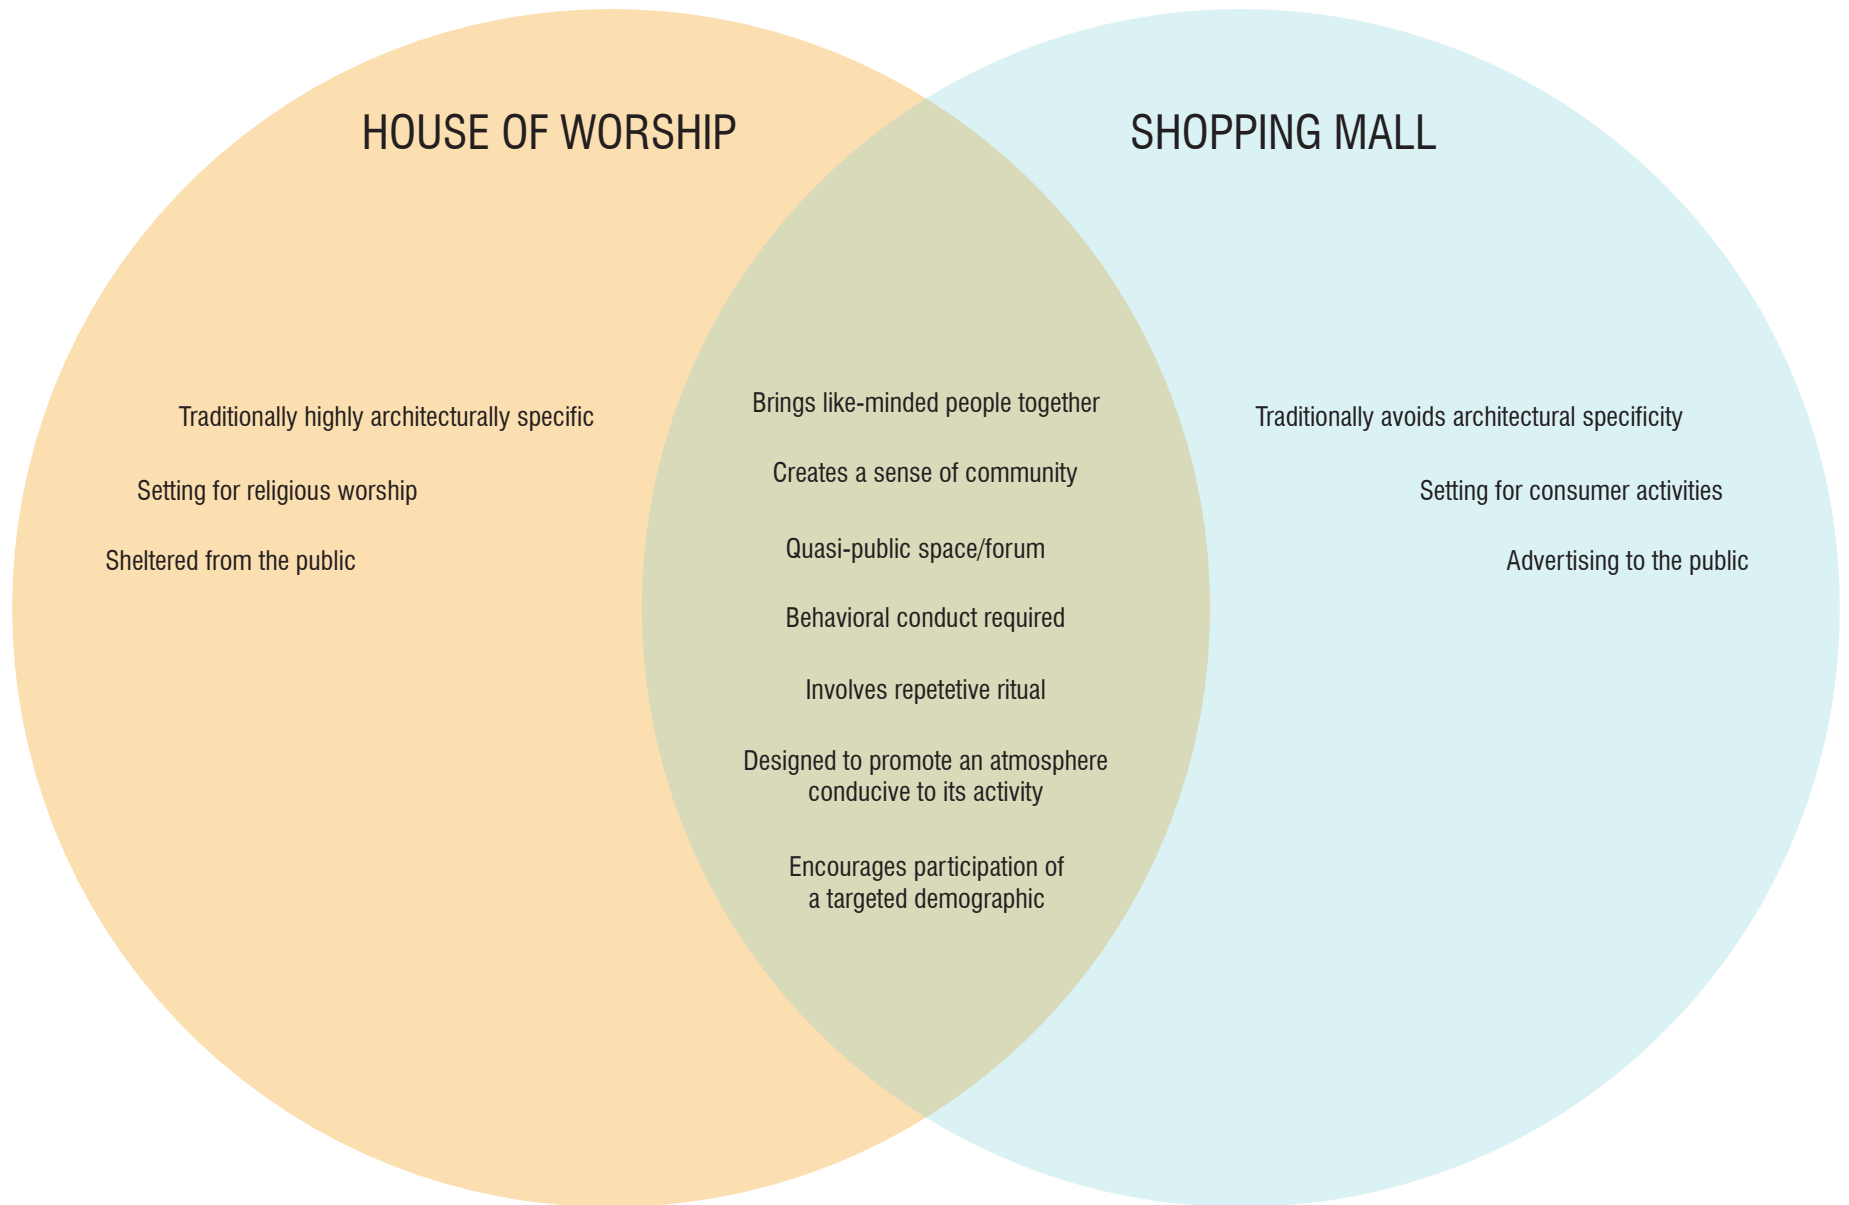 HOUSE OF WORSHIP
Traditionally highly architecturally specific
Setting for religious worship
Sheltered from the public
Brings like-minded people together
Creates a sense of community
Quasi-public space/forum
Behavioral conduct required
Involves repetetive ritual
Designed to promote an atmosphere
conducive to its activity
Encourages participation of
a targeted demographic
SHOPPING MALL
Traditionally avoids architectural specificity
Setting for consumer activities
Advertising to the public